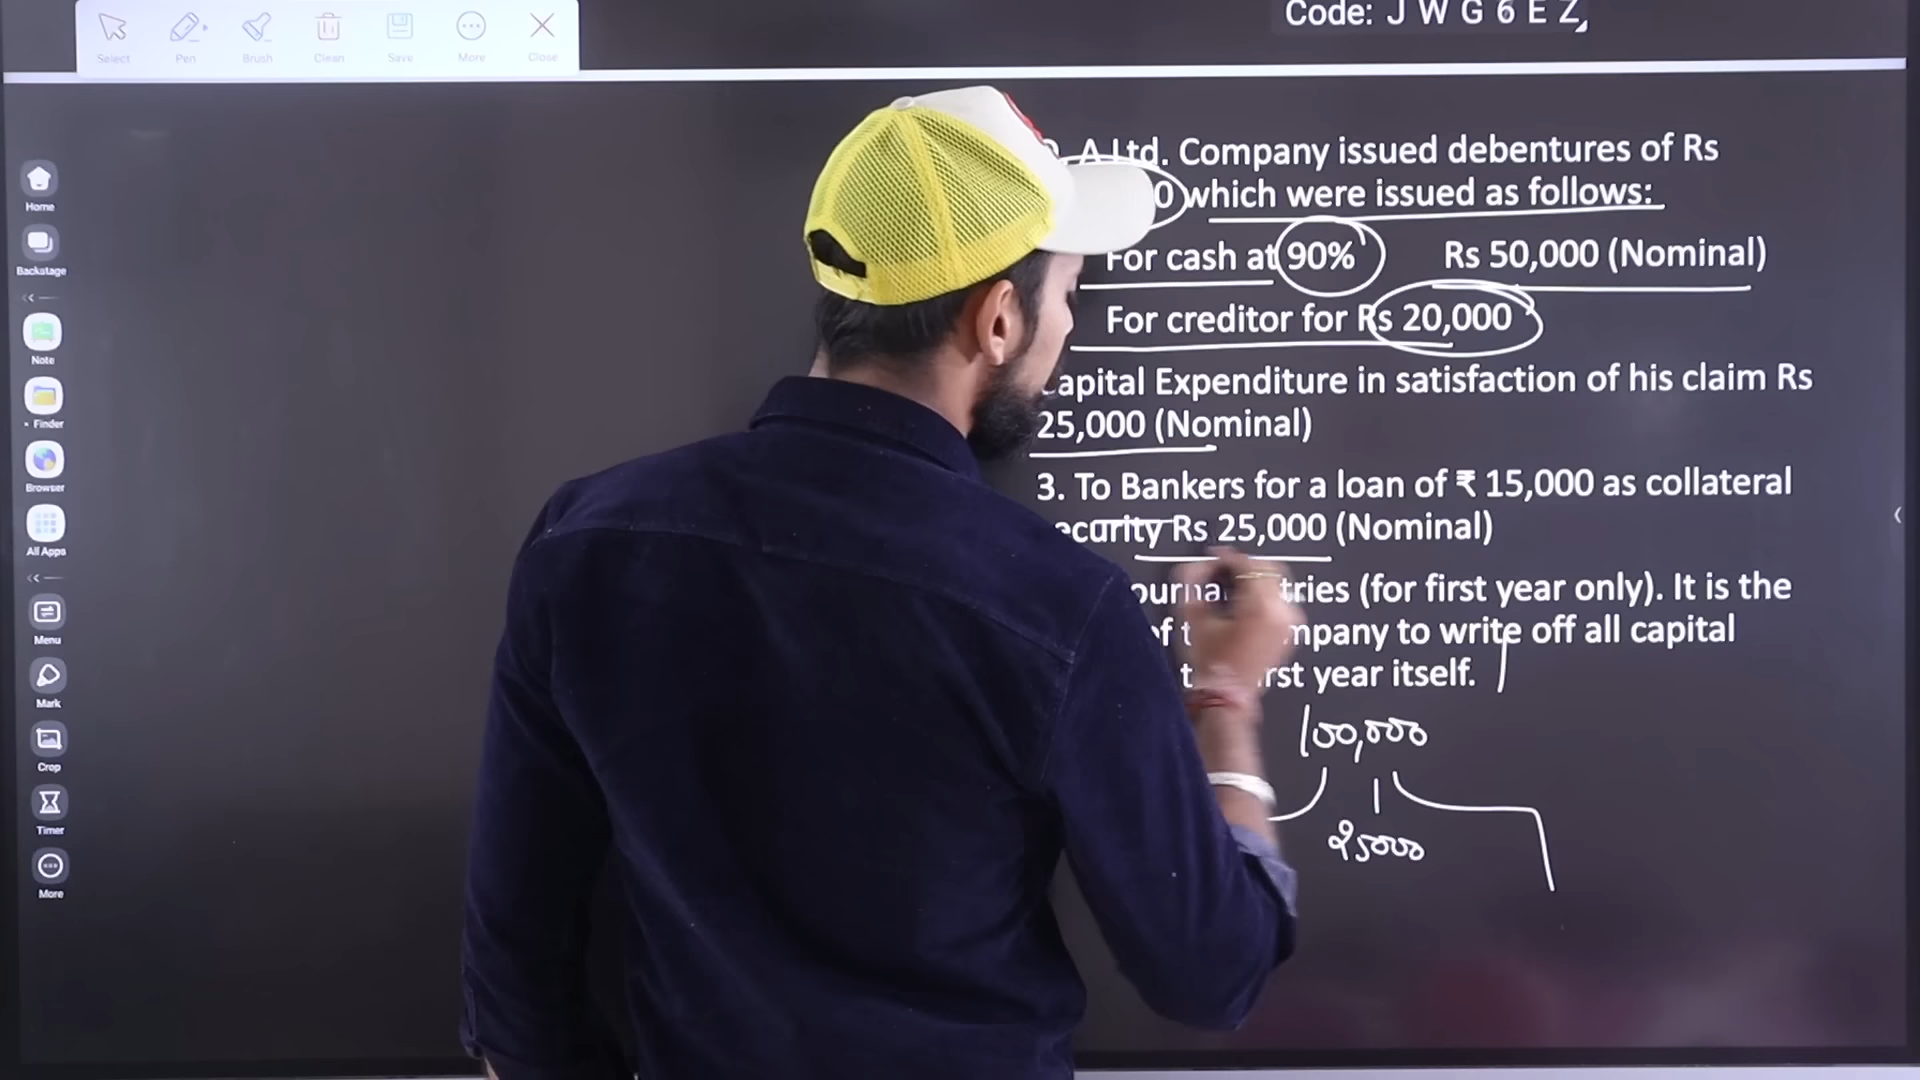 Code: J W G 6 E Z
Select Pen Brush Clean Save More Close
A Ltd. Company issued debentures of Rs
0 which were issued as follows:
For cash at 90% Rs 50,000 (Nominal)
For creditor for Rs 20,000
apital Expenditure in satisfaction of his claim Rs
25,000 (Nominal)
3. To Bankers for a loan of ₹ 15,000 as collateral
ecurity Rs 25,000 (Nominal)
tries (for first year only). It is the
mpany to write off all capital
rst year itself.
100,000
25000
Home
Backstage
Note
Finder
Browser
All Apps
Menu
Mark
Crop
Timer
More